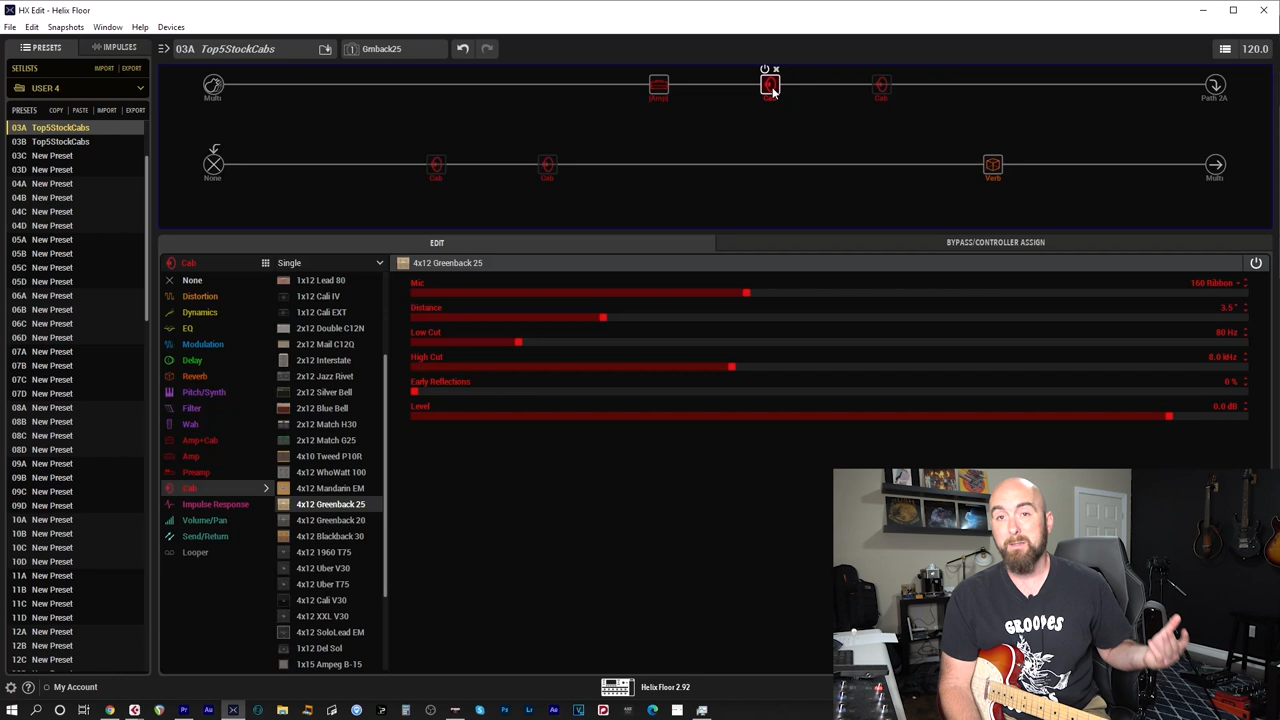 HX Edit - Helix Floor
File Edit Snapshots Window Help Devices
PRESETS IMPULSES
03A Top5StockCabs
1 Gmback25
120.0
SETLISTS IMPORT EXPORT
USER 4
PRESETS COPY PASTE IMPORT EXPORT
03A Top5StockCabs
03B Top5StockCabs
03C New Preset
03D New Preset
04A New Preset
04B New Preset
04C New Preset
04D New Preset
05A New Preset
05B New Preset
05C New Preset
05D New Preset
06A New Preset
06B New Preset
06C New Preset
06D New Preset
07A New Preset
07B New Preset
07C New Preset
07D New Preset
08A New Preset
08B New Preset
08C New Preset
08D New Preset
09A New Preset
09B New Preset
09C New Preset
09D New Preset
10A New Preset
10B New Preset
10C New Preset
10D New Preset
11A New Preset
11B New Preset
11C New Preset
11D New Preset
12A New Preset
12B New Preset
12C New Preset
My Account
Multi
Amp
Cab
Cab
Path 2A
None
Cab
Cab
Verb
Multi
EDIT
BYPASS/CONTROLLER ASSIGN
Cab
Single
4x12 Greenback 25
None
Distortion
Dynamics
EQ
Modulation
Delay
Reverb
Pitch/Synth
Filter
Wah
Amp+Cab
Amp
Preamp
Cab
Impulse Response
Volume/Pan
Send/Return
Looper
1x12 Lead 80
1x12 Cali IV
1x12 Cali EXT
2x12 Double C12N
2x12 Mail C12Q
2x12 Interstate
2x12 Jazz Rivet
2x12 Silver Bell
2x12 Blue Bell
2x12 Match H30
2x12 Match G25
4x10 Tweed P10R
4x12 WhoWatt 100
4x12 Mandarin EM
4x12 Greenback 25
4x12 Greenback 20
4x12 Blackback 30
4x12 1960 T75
4x12 Uber V30
4x12 Uber T75
4x12 Cali V30
4x12 XXL V30
4x12 SoloLead EM
1x12 Del Sol
1x15 Ampeg B-15
Mic 160 Ribbon
Distance 3.5"
Low Cut 80 Hz
High Cut 8.0 kHz
Early Reflections 0 %
Level 0.0 dB
Helix Floor 2.92
GROOVES